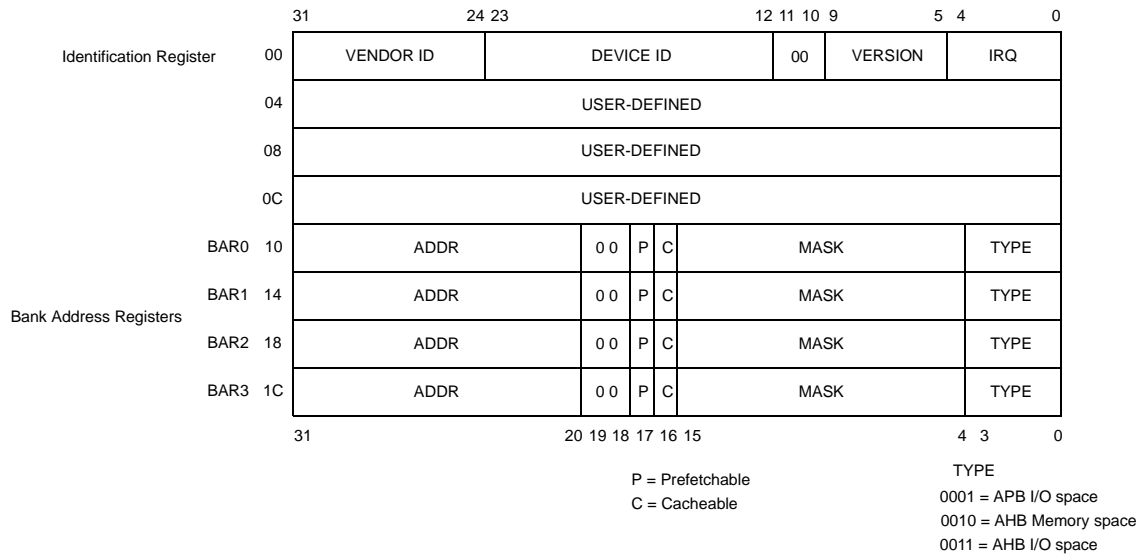 31 24 23 12 11 10 9 5 4 0
Identification Register 00 VENDOR ID DEVICE ID 00 VERSION IRQ
04 USER-DEFINED
08 USER-DEFINED
0C USER-DEFINED
BAR0 10 ADDR 0 0 P C MASK TYPE
BAR1 14 ADDR 0 0 P C MASK TYPE
Bank Address Registers
BAR2 18 ADDR 0 0 P C MASK TYPE
BAR3 1C ADDR 0 0 P C MASK TYPE
31 20 19 18 17 16 15 4 3 0
P = Prefetchable
C = Cacheable
TYPE
0001 = APB I/O space
0010 = AHB Memory space
0011 = AHB I/O space